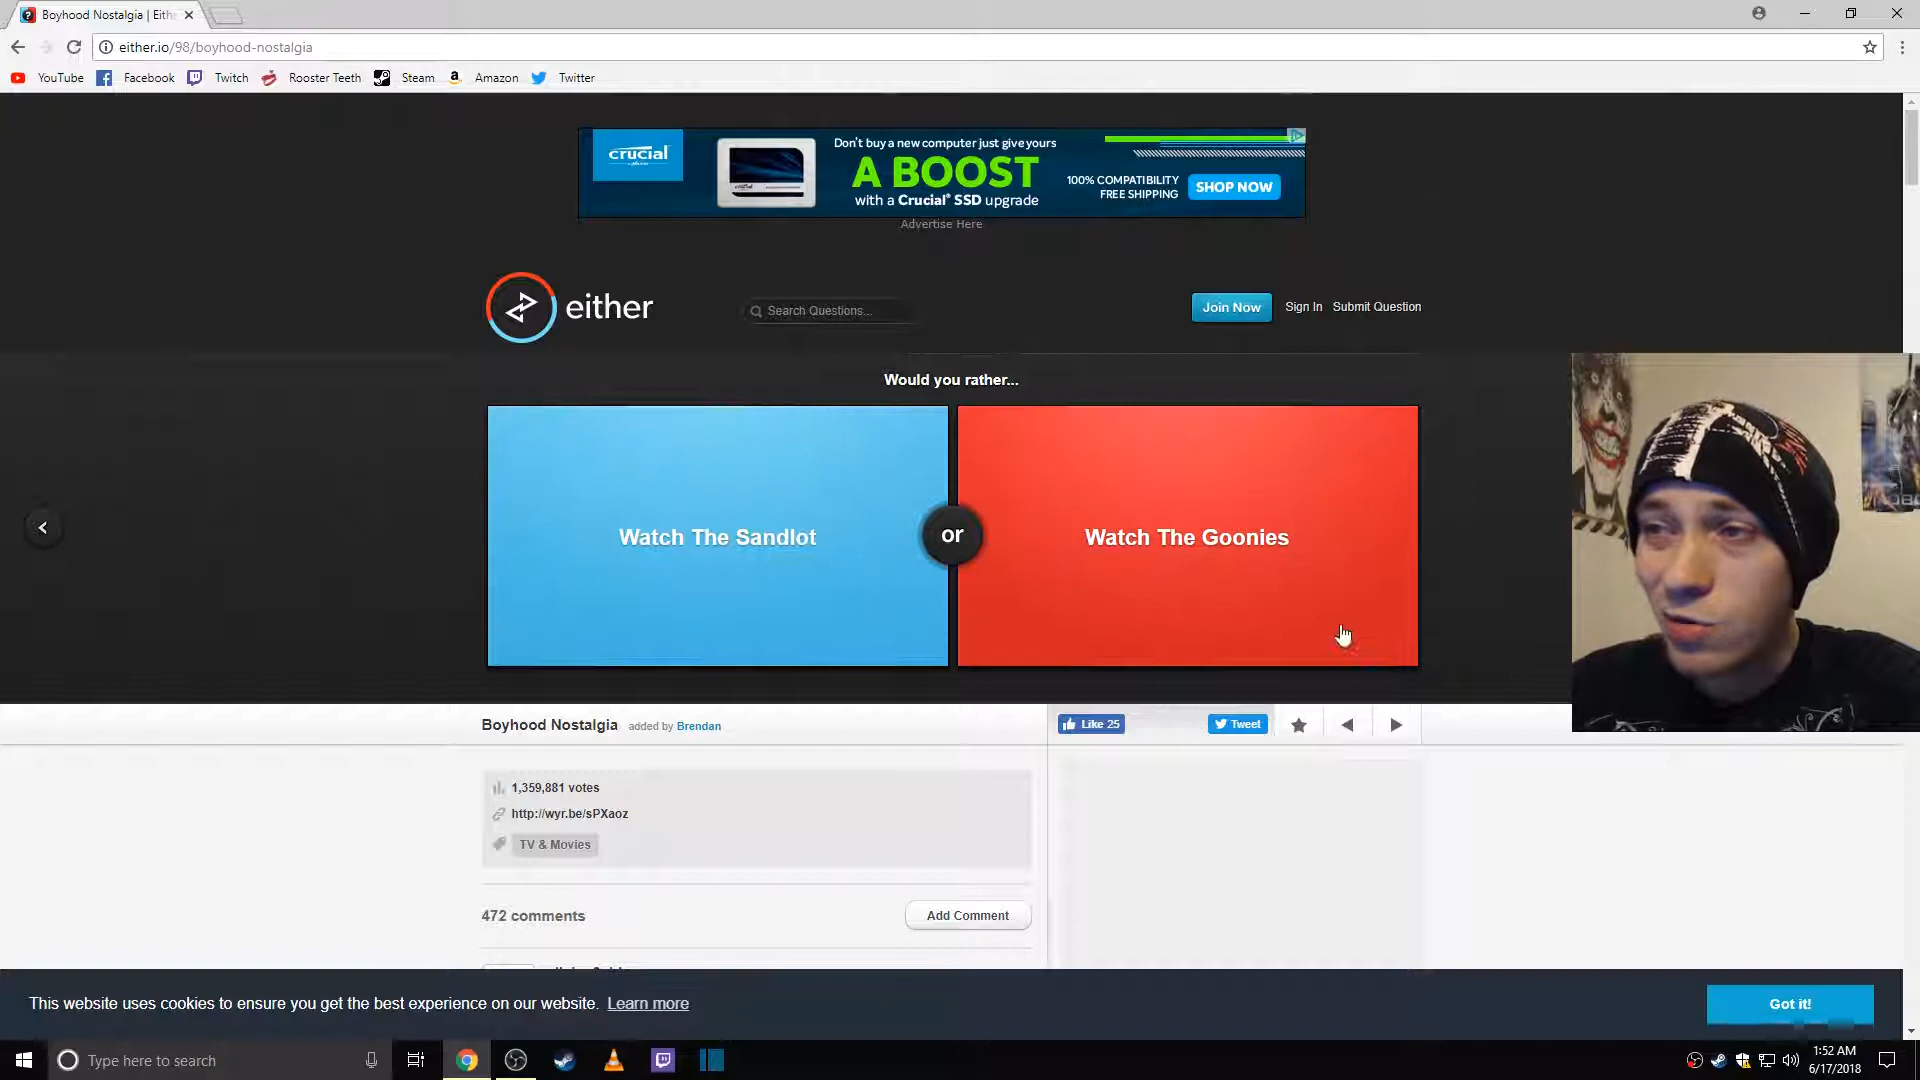 Boyhood Nostalgia | Eith
either.io/98/boyhood-nostalgia
YouTube Facebook Twitch Rooster Teeth Steam Amazon Twitter
crucial
Don't buy a new computer just give yours
A BOOST
with a Crucial® SSD upgrade
100% COMPATIBILITY
FREE SHIPPING
SHOP NOW
Advertise Here
either
Search Questions...
Join Now Sign In Submit Question
Would you rather...
Watch The Sandlot
or
Watch The Goonies
Boyhood Nostalgia added by Brendan
Like 25
Tweet
1,359,881 votes
http://wyr.be/sPXaoz
TV & Movies
472 comments
Add Comment
This website uses cookies to ensure you get the best experience on our website. Learn more
Got it!
Type here to search
1:52 AM
6/17/2018